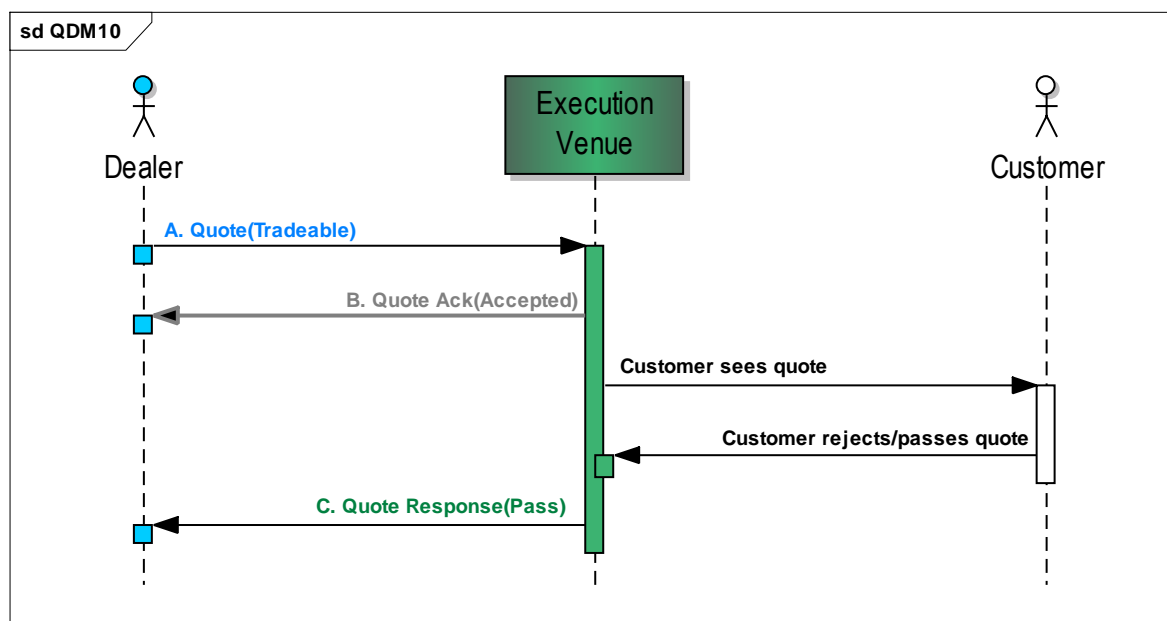 sd QDM10
Execution
Venue
Dealer
Customer
A. Quote(Tradeable)
B. Quote Ack(Accepted)
Customer sees quote
Customer rejects/passes quote
C. Quote Response(Pass)